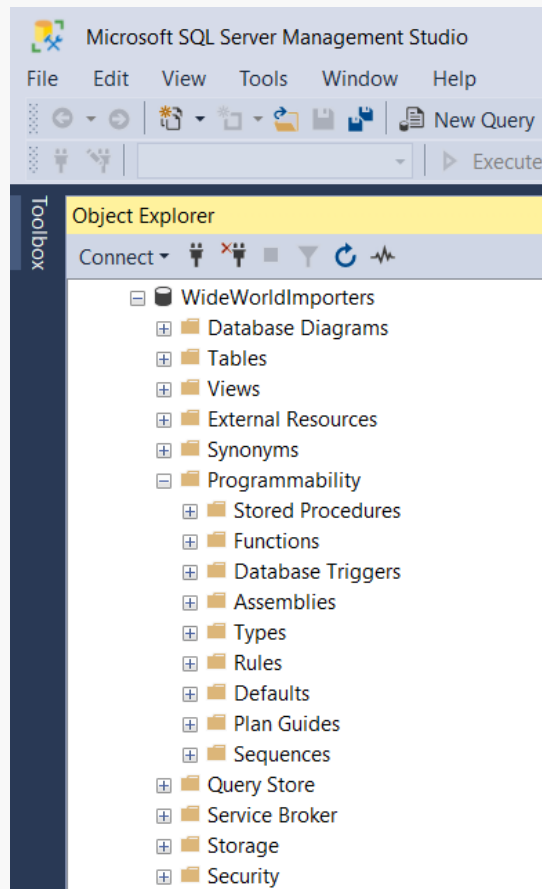 Microsoft SQL Server Management Studio
File Edit View Tools Window Help
New Query
Execute
Toolbox
Object Explorer
Connect
WideWorldImporters
Database Diagrams
Tables
Views
External Resources
Synonyms
Programmability
Stored Procedures
Functions
Database Triggers
Assemblies
Types
Rules
Defaults
Plan Guides
Sequences
Query Store
Service Broker
Storage
Security